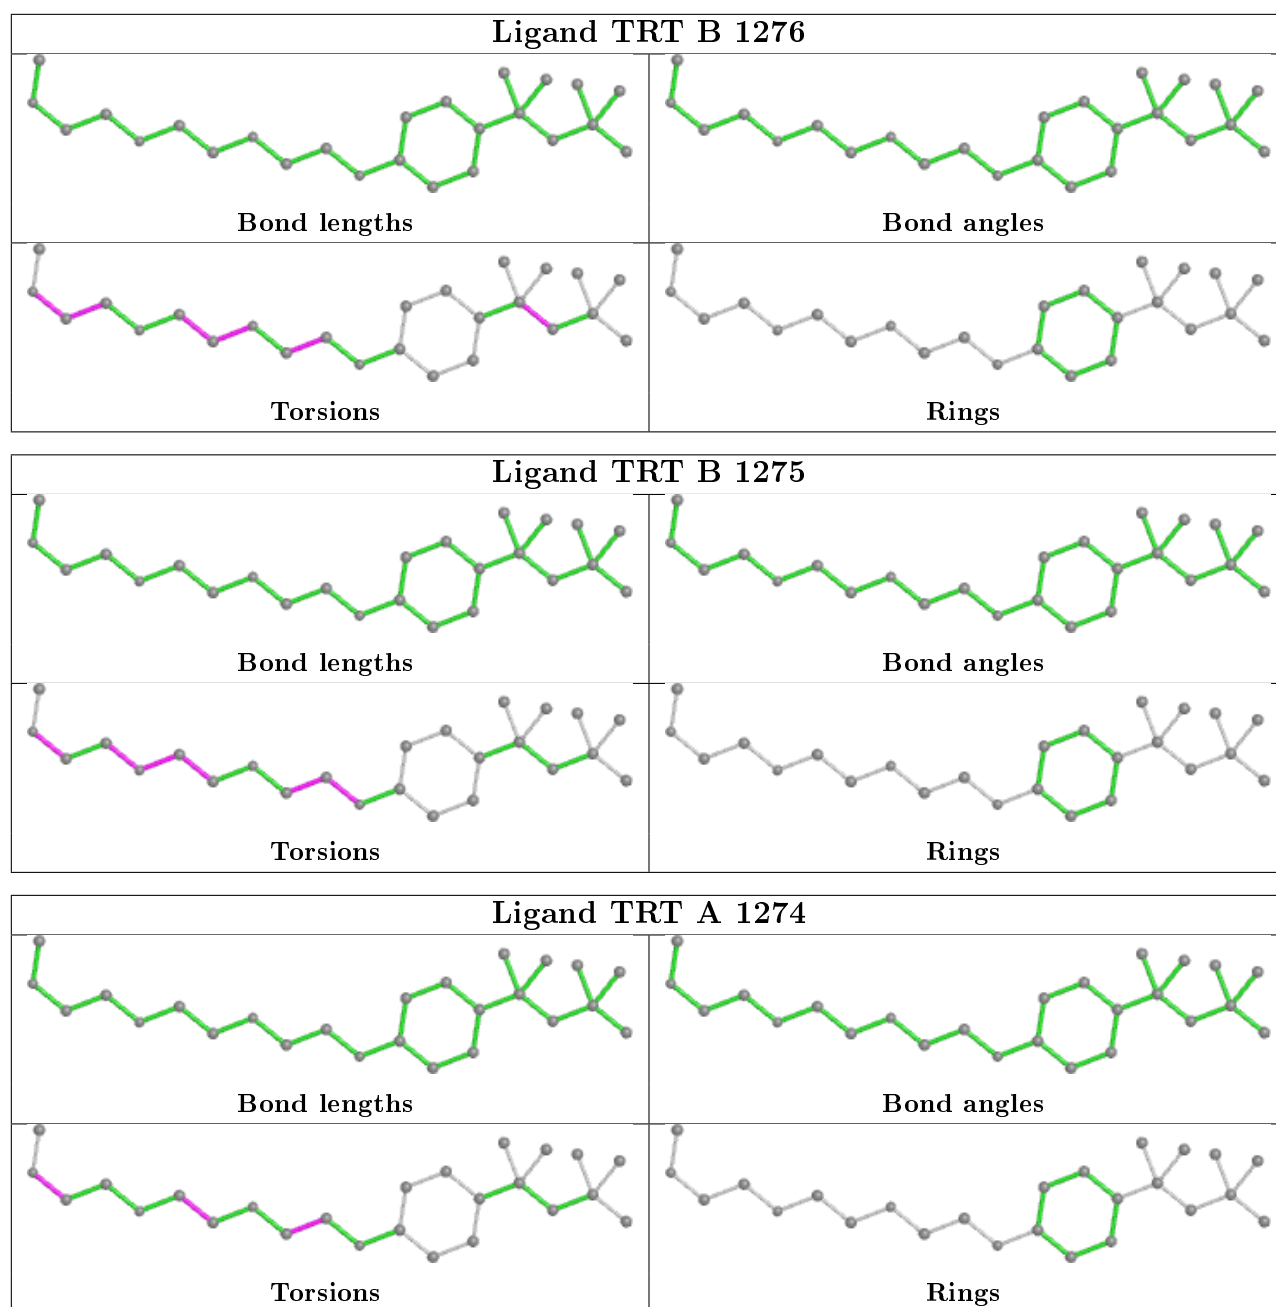 Ligand TRT B 1276
Bond lengths
Bond angles
Torsions
Rings
Ligand TRT B 1275
Bond lengths
Bond angles
Torsions
Rings
Ligand TRT A 1274
Bond lengths
Bond angles
Torsions
Rings